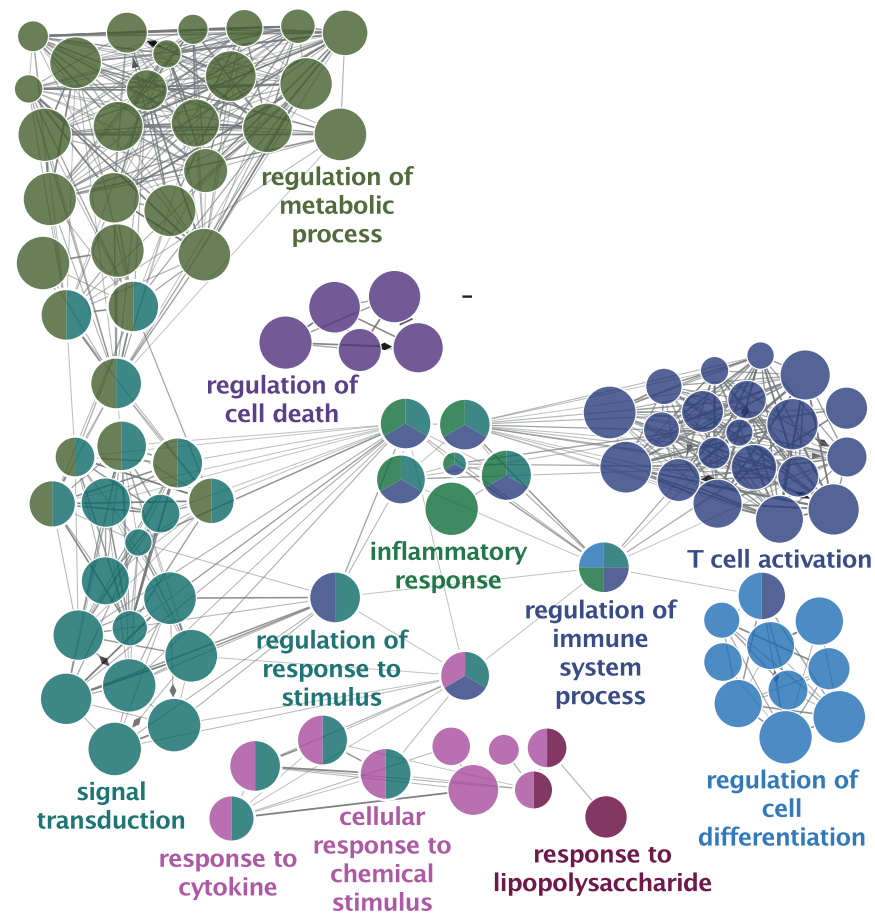 regulation of
metabolic
process
–
regulation of
cell death
inflammatory
response
T cell activation
regulation of
response to
stimulus
regulation of
immune
system
process
signal
transduction
response to
cytokine
cellular
response to
chemical
stimulus
response to
lipopolysaccharide
regulation of
cell
differentiation